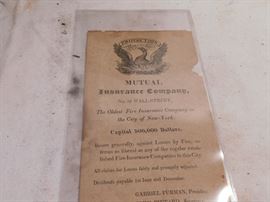 PROTECTION
MUTUAL
Insurance Company,
No. 52 WALL-STREET,
The Oldest Fire Insurance Company in
the City of New-York.
Capital 500,000 Dollars.
Insure generally, against Losses by Fire, on
terms as liberal as any of the regular estab-
lished Fire Insurance Companies in this City.
All claims for Losses fairly and promptly adjusted.
Dividends payable 1st June and December.
GABRIEL FURMAN, President.